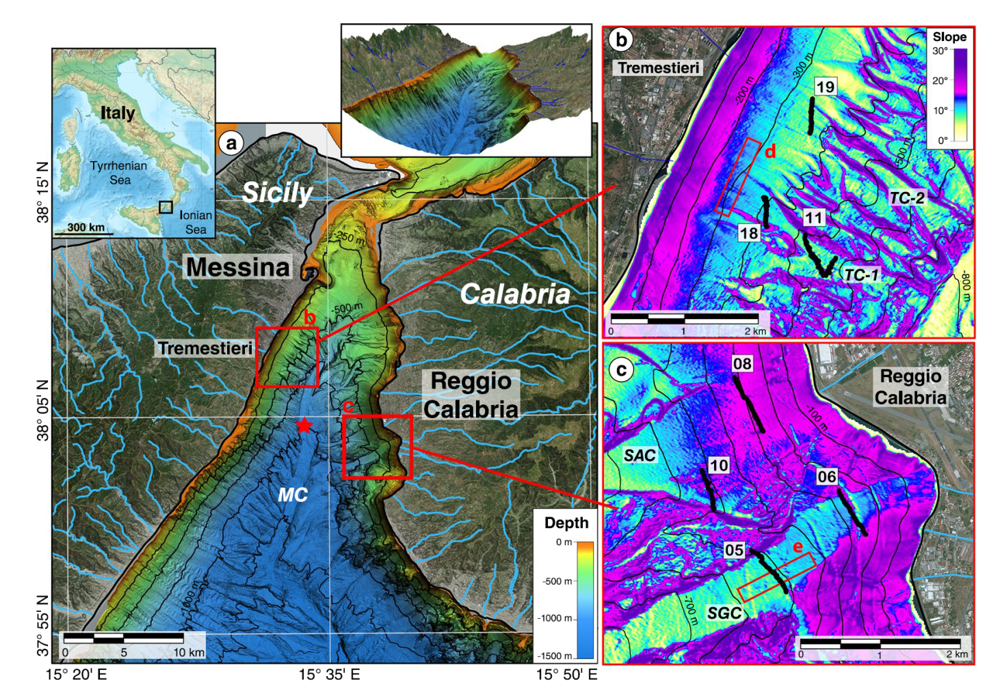 Italy
Tyrrhenian
Sea
Ionian
Sea
300 km
a
Sicily
Messina
Calabria
Tremestieri
Reggio
Calabria
MC
b
c
-250 m
-500 m
38° 15' N
38° 05' N
37° 55' N
15° 20' E
15° 35' E
15° 50' E
0
5
10 km
Depth
0 m
-500 m
-1000 m
-1500 m
b
Tremestieri
-200 m
-300 m
-500 m
-800 m
19
d
18
11
TC-2
TC-1
Slope
30°
20°
10°
0°
0
1
2 km
c
Reggio
Calabria
-100 m
08
SAC
10
06
05
e
-700 m
SGC
0
1
2 km